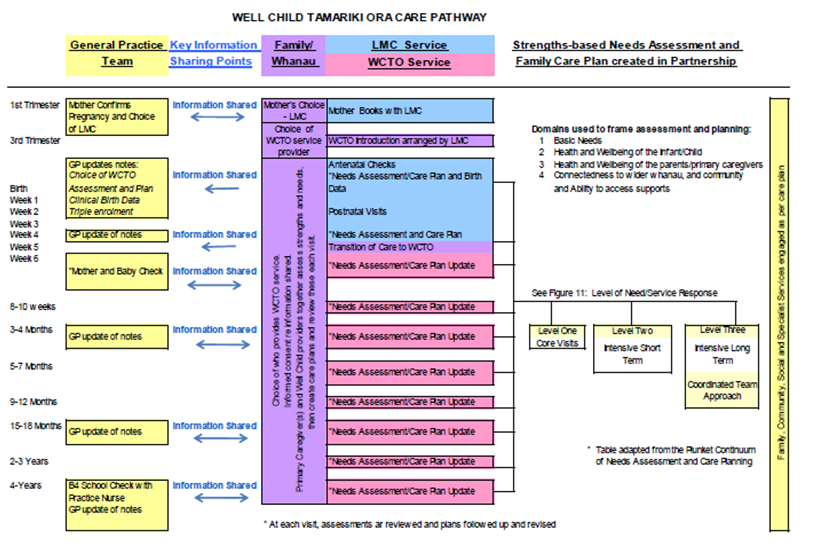 WELL CHILD TAMARIKI ORA CARE PATHWAY
General Practice
Team
Key Information
Sharing Points
Family/
Whanau
LMC Service
WCTO Service
Strengths-based Needs Assessment and
Family Care Plan created in Partnership
1st Trimester
Mother Confirms
Pregnancy and Choice
of LMC
Information Shared
Mother's Choice
- LMC
Mother Books with LMC
3rd Trimester
Choice of
WCTO service
provider
WCTO Introduction arranged by LMC
Domains used to frame assessment and planning:
1 Basic Needs
2 Health and Wellbeing of the Infant/Child
3 Health and Wellbeing of the parents/primary caregivers
4 Connectedness to wider whanau, and community
and Ability to access supports
GP updates notes:
Choice of WCTO
Assessment and Plan
Clinical Birth Data
Triple enrolment
Information Shared
Antenatal Checks
*Needs Assessment/Care Plan and Birth
Data
Postnatal Visits
*Needs Assessment and Care Plan
Transition of Care to WCTO
Birth
Week 1
Week 2
Week 3
Week 4
Week 5
Week 6
GP update of notes
Information Shared
*Mother and Baby Check
Information Shared
*Needs Assessment/Care Plan Update
Choice of who provides WCTO service.
Informed consent re information shared.
Primary Caregiver(s) and Well Child providers together assess strengths and needs,
then create care plans and review these each visit.
8-10 weeks
*Needs Assessment/Care Plan Update
3-4 Months
GP update of notes
Information Shared
*Needs Assessment/Care Plan Update
5-7 Months
*Needs Assessment/Care Plan Update
9-12 Months
*Needs Assessment/Care Plan Update
15-18 Months
GP update of notes
Information Shared
*Needs Assessment/Care Plan Update
2-3 Years
*Needs Assessment/Care Plan Update
4-Years
B4 School Check with
Practice Nurse
GP update of notes
Information Shared
*Needs Assessment/Care Plan Update
See Figure 11: Level of Need/Service Response
Level One
Core Visits
Level Two
Intensive Short
Term
Level Three
Intensive Long
Term
Coordinated Team
Approach
* Table adapted from the Plunket Continuum
of Needs Assessment and Care Planning
Family, Community, Social and Specialist Services engaged as per care plan
* At each visit, assessments ar reviewed and plans followed up and revised